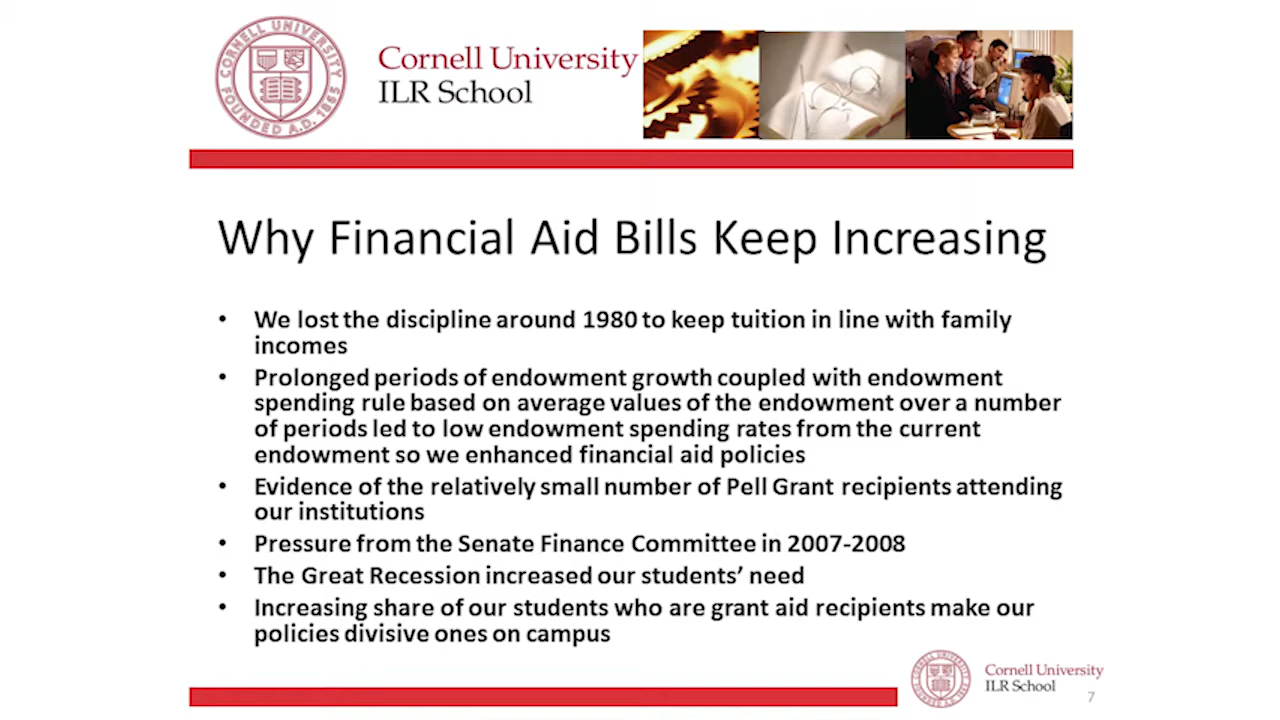 CORNELL UNIVERSITY
FOUNDED A.D. 1865
Cornell University
ILR School
Why Financial Aid Bills Keep Increasing
• We lost the discipline around 1980 to keep tuition in line with family
incomes
• Prolonged periods of endowment growth coupled with endowment
spending rule based on average values of the endowment over a number
of periods led to low endowment spending rates from the current
endowment so we enhanced financial aid policies
• Evidence of the relatively small number of Pell Grant recipients attending
our institutions
• Pressure from the Senate Finance Committee in 2007-2008
• The Great Recession increased our students’ need
• Increasing share of our students who are grant aid recipients make our
policies divisive ones on campus
Cornell University
ILR School
7